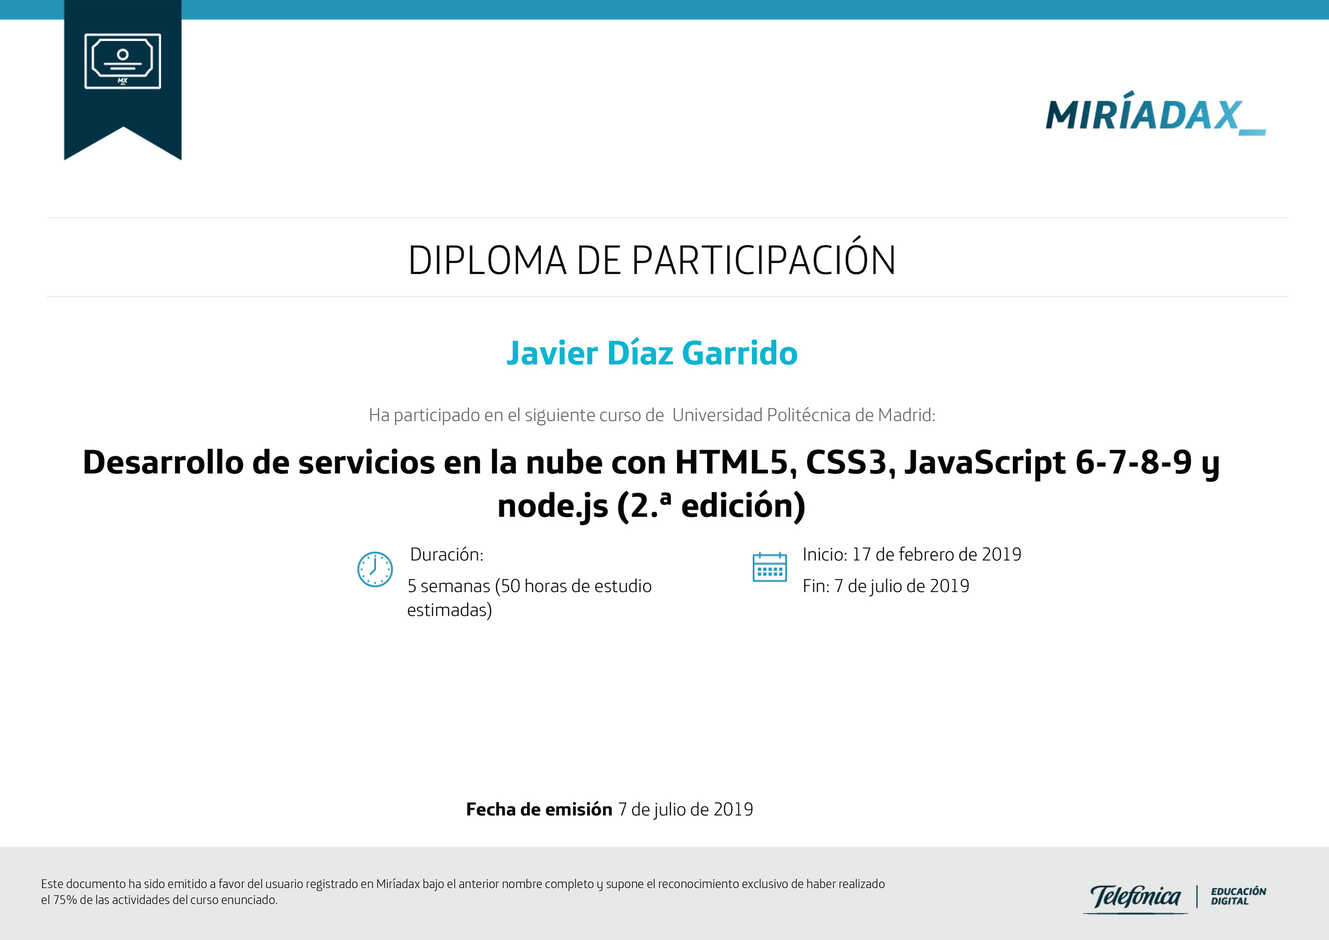 MX
MIRÍADAX_
DIPLOMA DE PARTICIPACIÓN
Javier Díaz Garrido
Ha participado en el siguiente curso de Universidad Politécnica de Madrid:
Desarrollo de servicios en la nube con HTML5, CSS3, JavaScript 6-7-8-9 y
node.js (2.ª edición)
Duración:
5 semanas (50 horas de estudio
estimadas)
Inicio: 17 de febrero de 2019
Fin: 7 de julio de 2019
Fecha de emisión 7 de julio de 2019
Este documento ha sido emitido a favor del usuario registrado en Miríadax bajo el anterior nombre completo y supone el reconocimiento exclusivo de haber realizado
el 75% de las actividades del curso enunciado.
Telefónica
EDUCACIÓN
DIGITAL